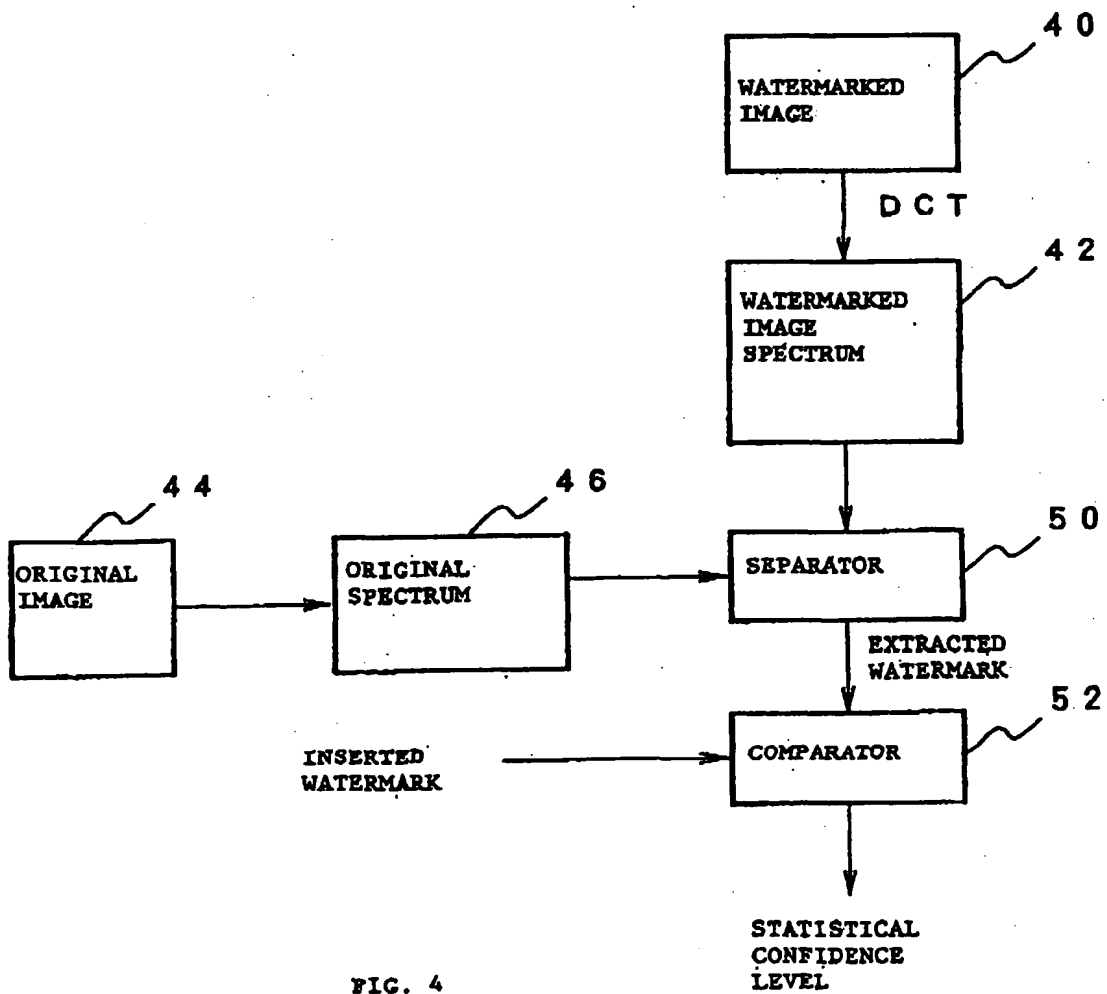 40
WATERMARKED
IMAGE
DCT
42
WATERMARKED
IMAGE
SPECTRUM
44
46
50
ORIGINAL
IMAGE
ORIGINAL
SPECTRUM
SEPARATOR
EXTRACTED
WATERMARK
52
INSERTED
WATERMARK
COMPARATOR
STATISTICAL
CONFIDENCE
LEVEL
FIG. 4